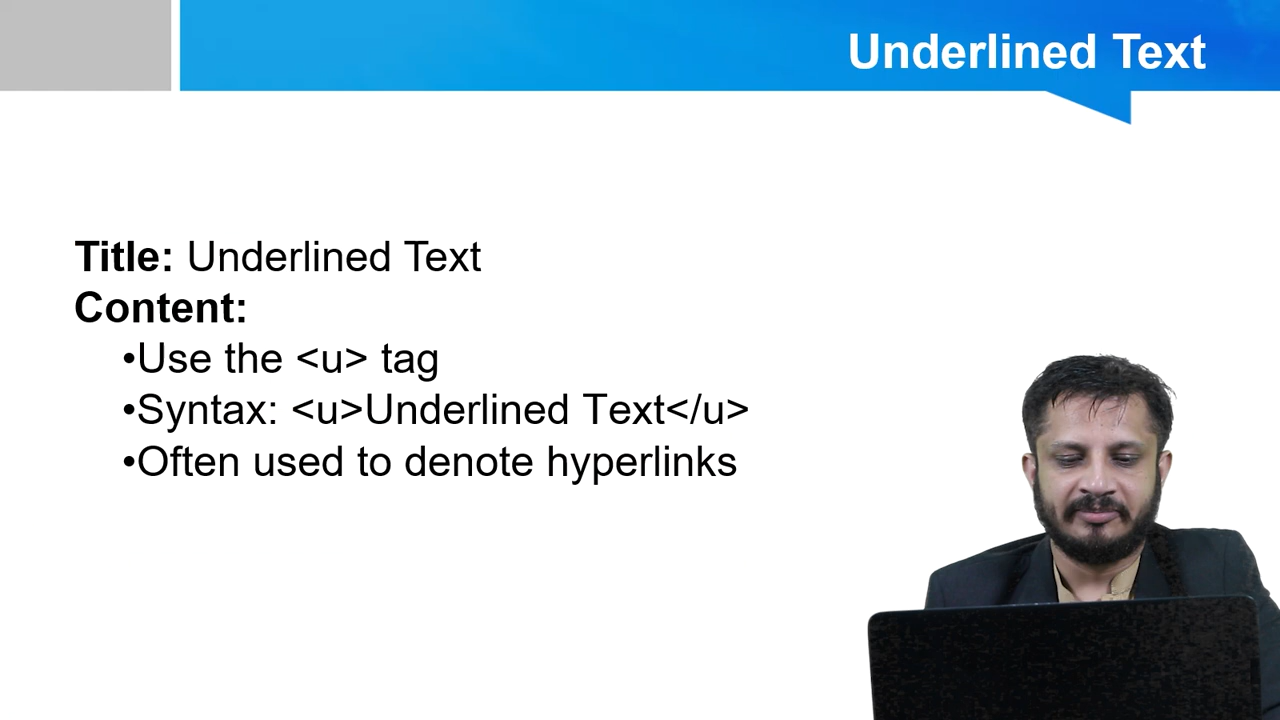 Underlined Text
Title: Underlined Text
Content:
•Use the <u> tag
•Syntax: <u>Underlined Text</u>
•Often used to denote hyperlinks